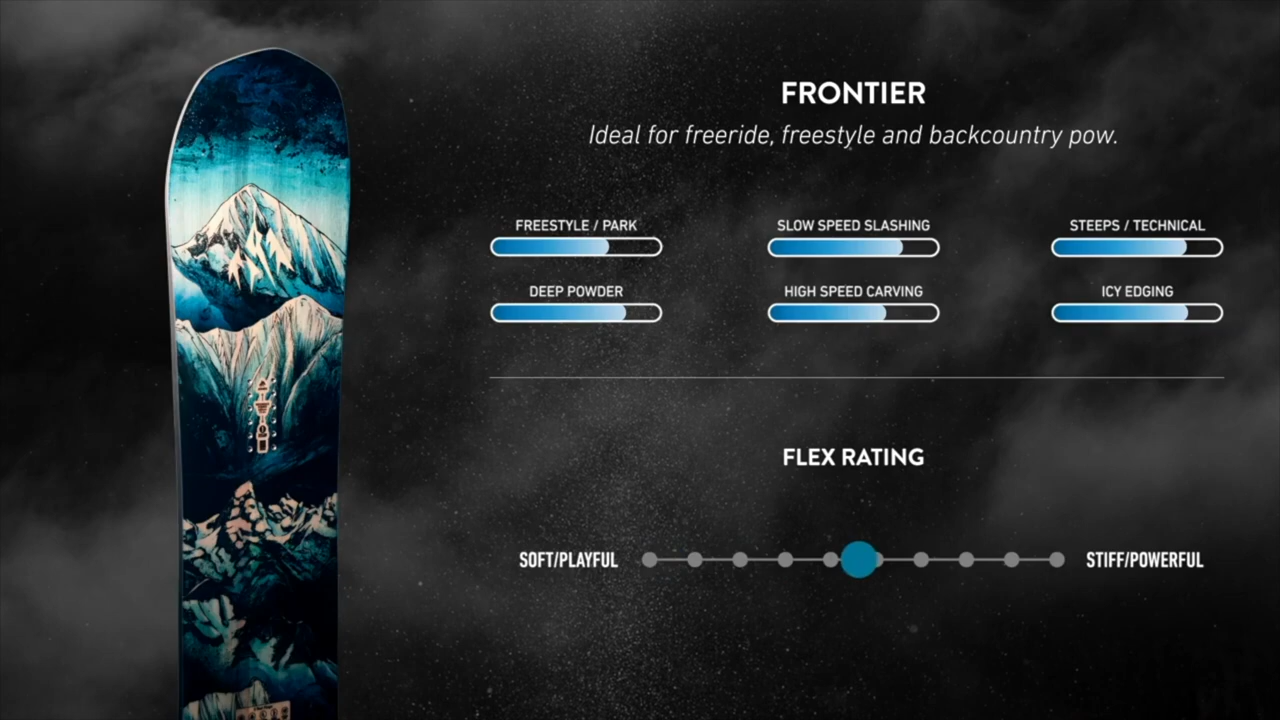 FRONTIER
Ideal for freeride, freestyle and backcountry pow.
FREESTYLE / PARK
SLOW SPEED SLASHING
STEEPS / TECHNICAL
DEEP POWDER
HIGH SPEED CARVING
ICY EDGING
FLEX RATING
SOFT/PLAYFUL
STIFF/POWERFUL